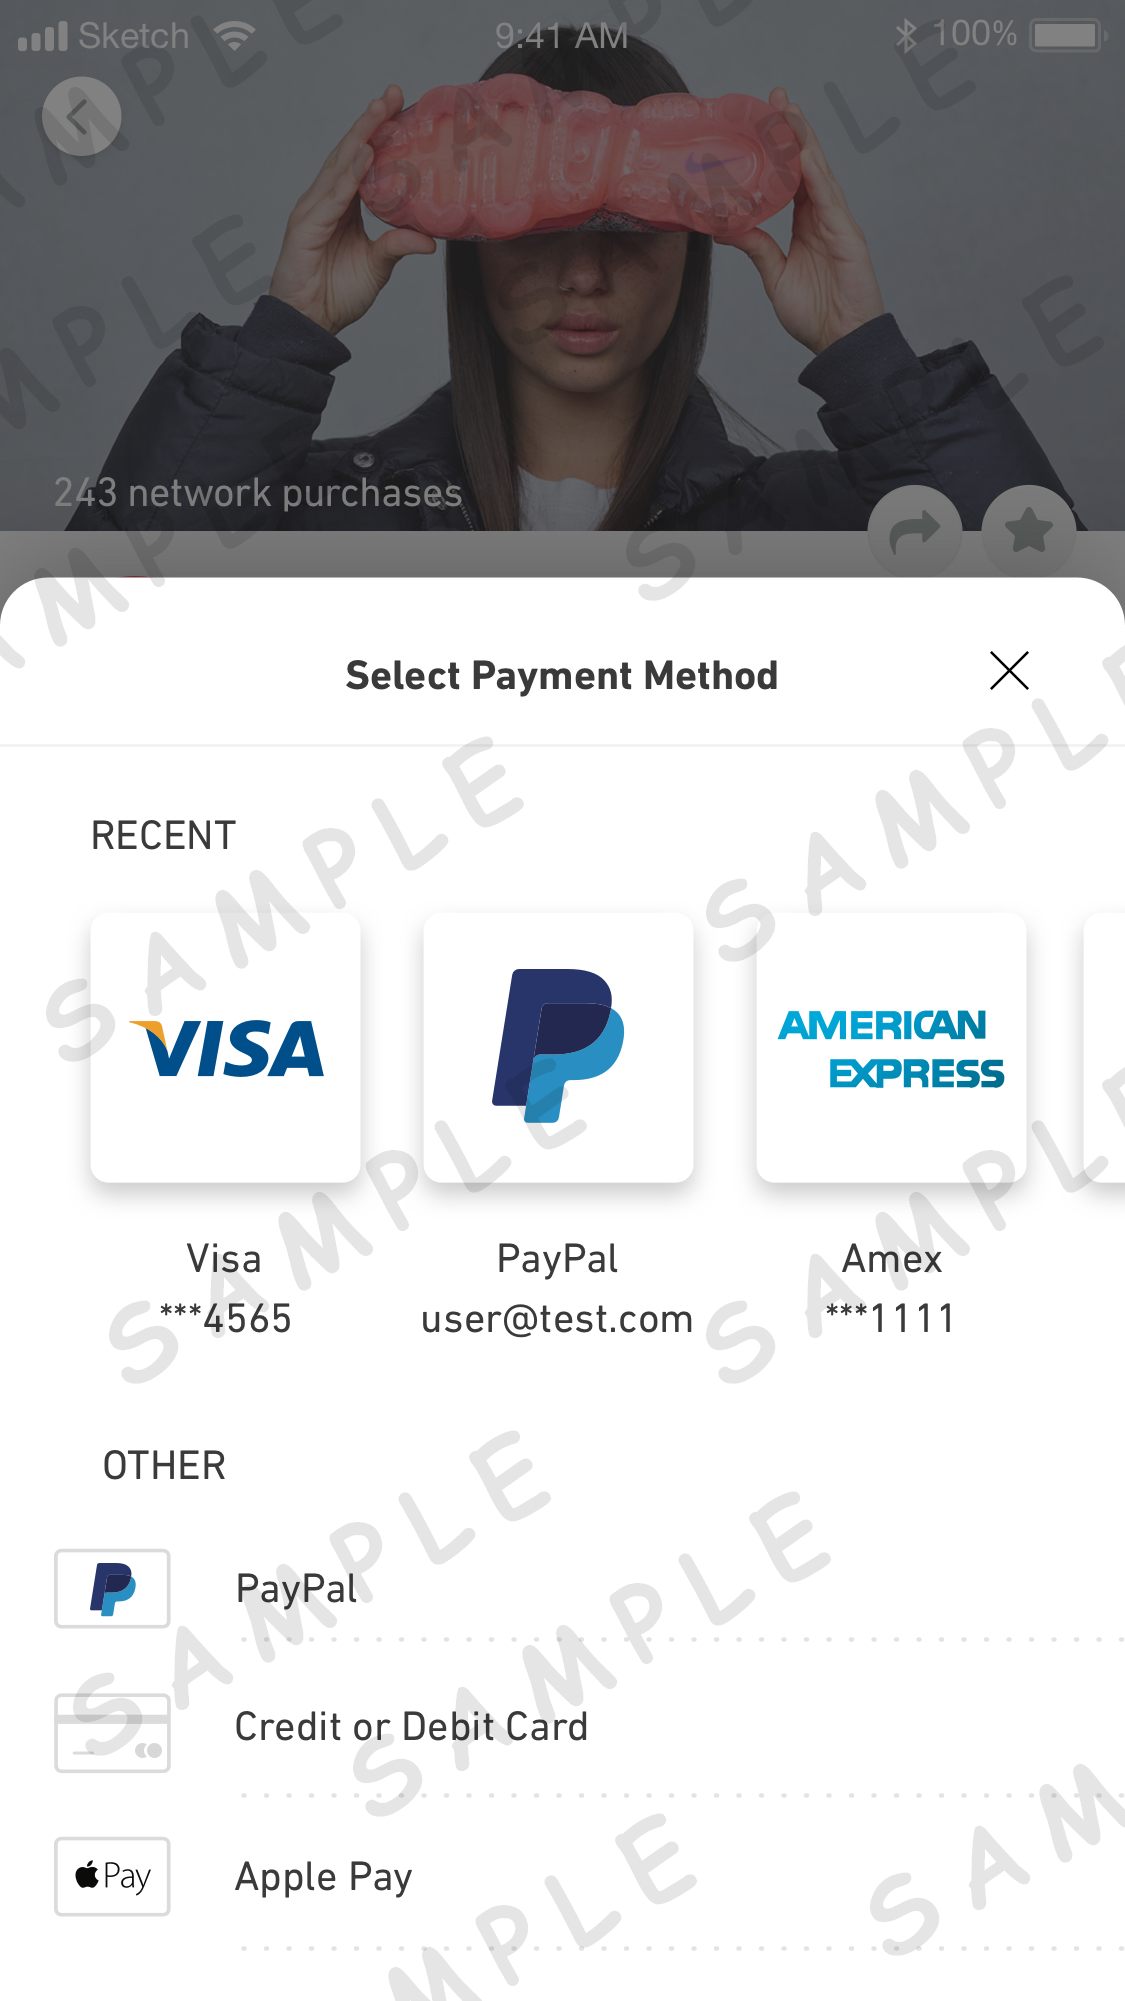 Sketch 9:41 AM 100%
243 network purchases
Select Payment Method
RECENT
VISA
AMERICAN
EXPRESS
Visa PayPal Amex
***4565 user@test.com ***1111
OTHER
PayPal
Credit or Debit Card
Pay Apple Pay
SAMPLE
SAMPLE
SAMPLE
SAMPLE
SAMPLE
SAMPLE
SAMPLE
SAMPLE